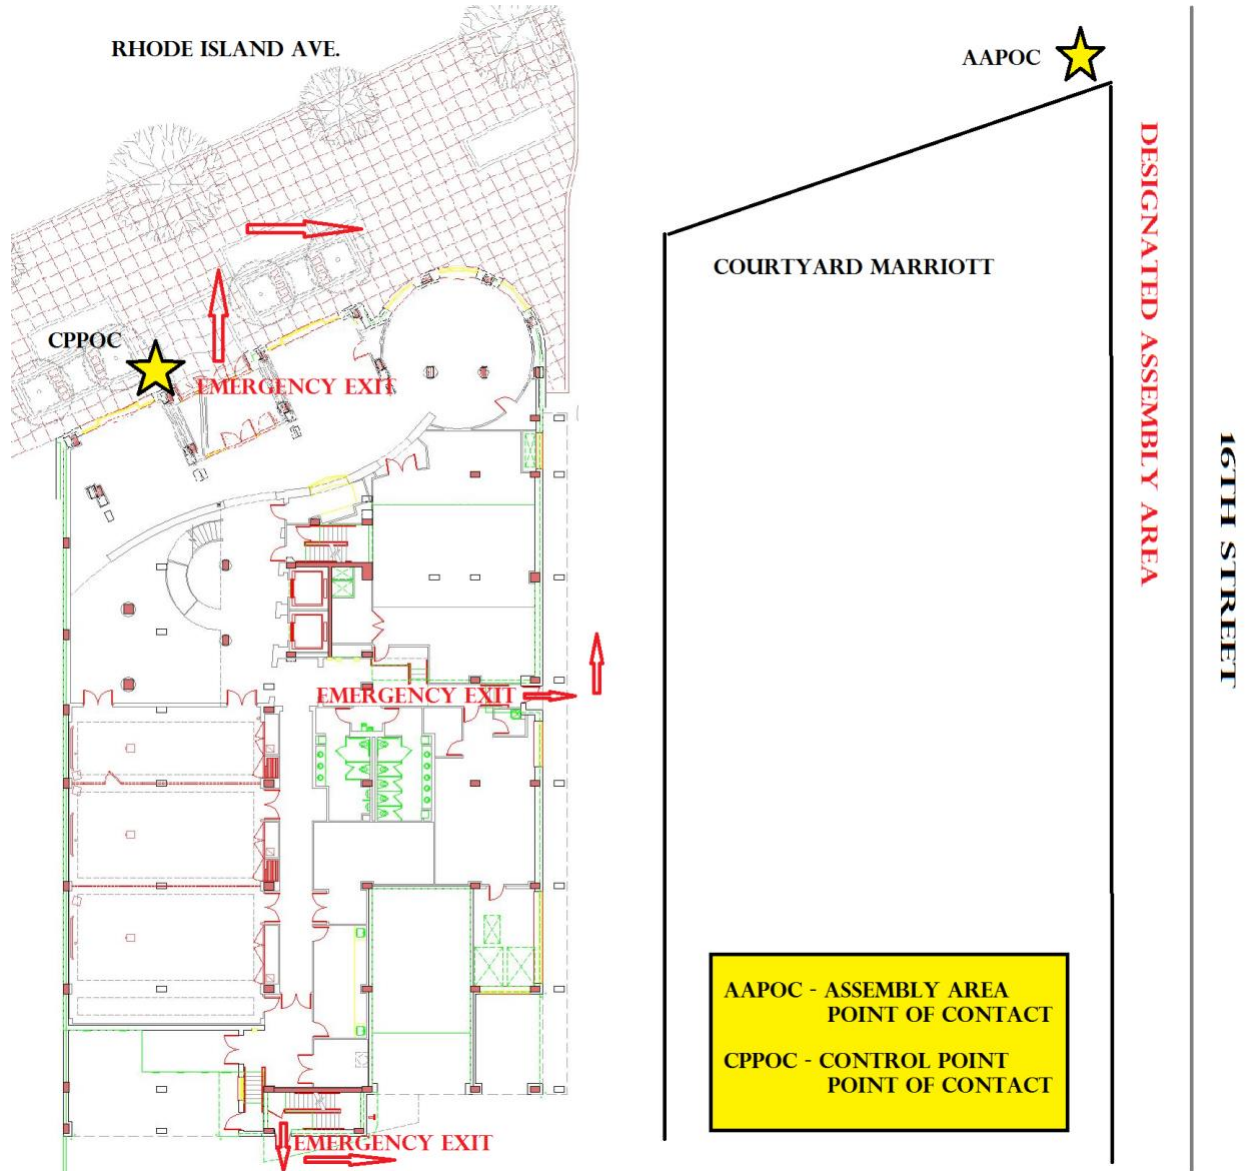 RHODE ISLAND AVE.
AAPOC
DESIGNATED ASSEMBLY AREA
COURTYARD MARRIOTT
CPPOC
EMERGENCY EXIT
16TH STREET
EMERGENCY EXIT
AAPOC - ASSEMBLY AREA
POINT OF CONTACT
CPPOC - CONTROL POINT
POINT OF CONTACT
EMERGENCY EXIT